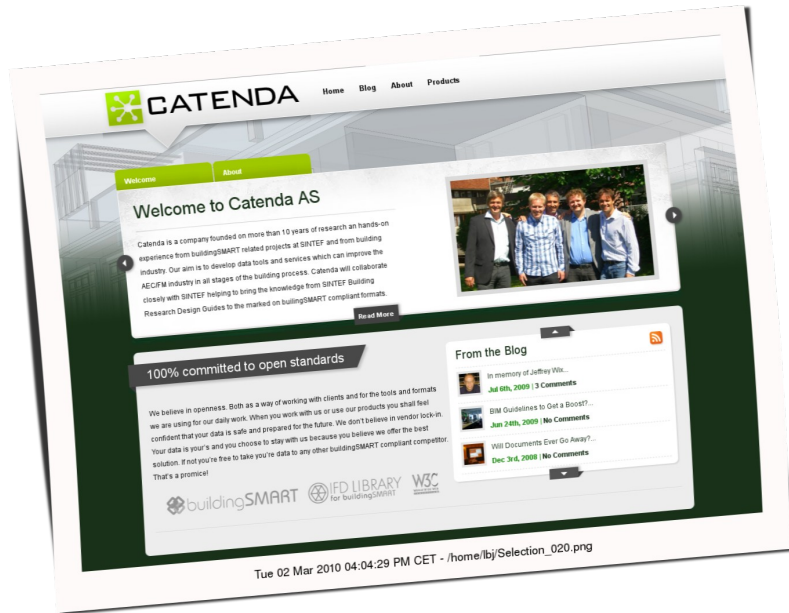 CATENDA
Home Blog About Products
Welcome About
Welcome to Catenda AS
Catenda is a company founded on more than 10 years of research an hands-on
experience from buildingSMART related projects at SINTEF and from building
industry. Our aim is to develop data tools and services which can improve the
AEC/FM industry in all stages of the building process. Catenda will collaborate
closely with SINTEF helping to bring the knowledge from SINTEF Building
Research Design Guides to the marked on builingSMART compliant formats.
Read More
100% committed to open standards
We believe in openness. Both as a way of working with clients and for the tools and formats
we are using for our daily work. When you work with us or use our products you shall feel
confident that your data is safe and prepared for the future. We don't believe in vendor lock-in.
Your data is your's and you choose to stay with us because you believe we offer the best
solution. If not you're free to take you're data to any other buildingSMART compliant competitor.
That's a promice!
buildingSMART
IFD LIBRARY
for buildingSMART
W3C
From the Blog
In memory of Jeffrey Wix...
Jul 6th, 2009 | 3 Comments
BIM Guidelines to Get a Boost?...
Jun 24th, 2009 | No Comments
Will Documents Ever Go Away?...
Dec 3rd, 2008 | No Comments
Tue 02 Mar 2010 04:04:29 PM CET - /home/lbj/Selection_020.png